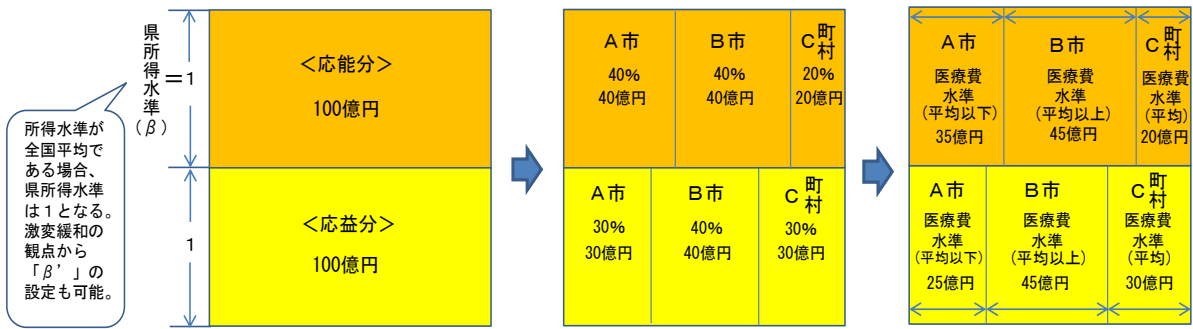 県所得水準(β)
＝1
1
所得水準が
全国平均で
ある場合、
県所得水準
は１となる。
激変緩和の
観点から
「β’」の
設定も可能。
＜応能分＞
100億円
＜応益分＞
100億円
Ａ市
40%
40億円
Ｂ市
40%
40億円
Ｃ町村
20%
20億円
Ａ市
30%
30億円
Ｂ市
40%
40億円
Ｃ町村
30%
30億円
Ａ市
医療費
水準
(平均以下)
35億円
Ｂ市
医療費
水準
(平均以上)
45億円
Ｃ町村
医療費
水準
(平均)
20億円
Ａ市
医療費
水準
(平均以下)
25億円
Ｂ市
医療費
水準
(平均以上)
45億円
Ｃ町村
医療費
水準
(平均)
30億円